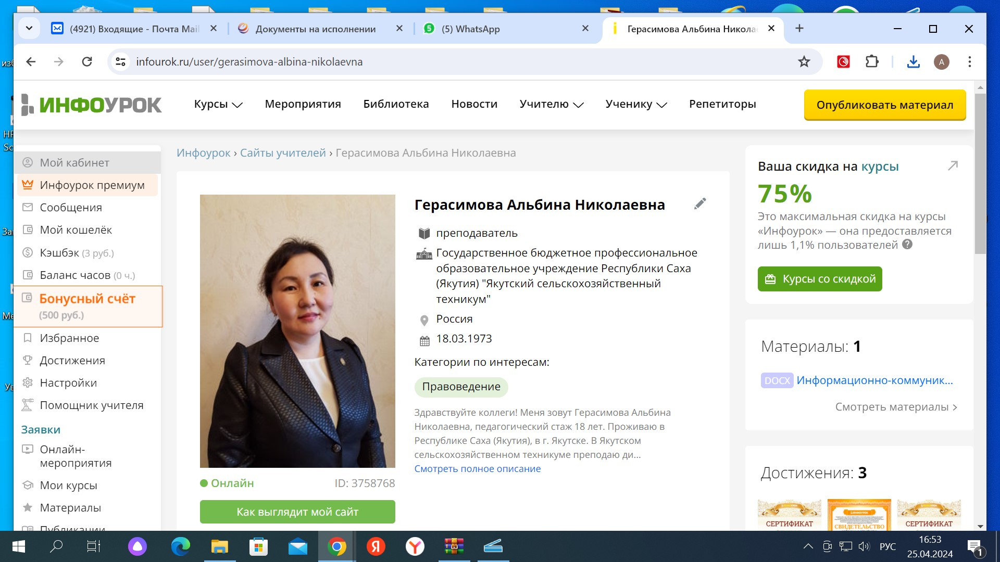 (4921) Входящие - Почта Mail
Документы на исполнении
5
(5) WhatsApp
Герасимова Альбина Никола
infourok.ru/user/gerasimova-albina-nikolaevna
A
ИНФОУРОК
Курсы
Мероприятия
Библиотека
Новости
Учителю
Ученику
Репетиторы
Опубликовать материал
Мой кабинет
Инфоурок премиум
Сообщения
Мой кошелёк
Кэшбэк (3 руб.)
Баланс часов (0 ч.)
Бонусный счёт
(500 руб.)
Избранное
Достижения
Настройки
Помощник учителя
Заявки
Онлайн-
мероприятия
Мои курсы
Материалы
Публикации
Инфоурок › Сайты учителей › Герасимова Альбина Николаевна
Герасимова Альбина Николаевна
преподаватель
Государственное бюджетное профессиональное
образовательное учреждение Республики Саха
(Якутия) "Якутский сельскохозяйственный
техникум"
Россия
18.03.1973
Категории по интересам:
Правоведение
Здравствуйте коллеги! Меня зовут Герасимова Альбина
Николаевна, педагогический стаж 18 лет. Проживаю в
Республике Саха (Якутия), в г. Якутске. В Якутском
сельскохозяйственном техникуме преподаю ди...
Смотреть полное описание
Онлайн
ID: 3758768
Как выглядит мой сайт
Ваша скидка на курсы
75%
Это максимальная скидка на курсы
«Инфоурок» — она предоставляется
лишь 1,1% пользователей ?
Курсы со скидкой
Материалы: 1
DOCX Информационно-коммуник...
Смотреть материалы >
Достижения: 3
СЕРТИФИКАТ
ИНФОУРОК
СВИДЕТЕЛЬСТВО
СЕРТИФИКАТ
Я
Y
РУС
16:53
25.04.2024
1